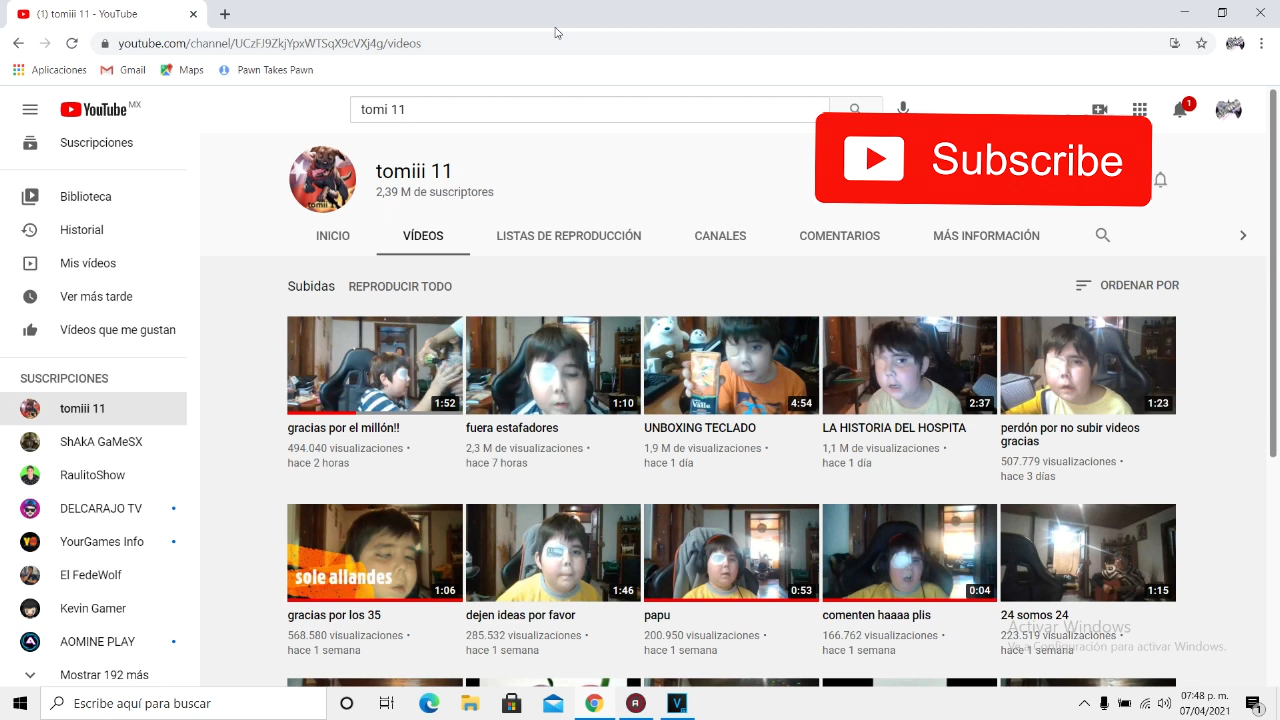 (1) tomiii 11 - YouTube
youtube.com/channel/UCzFJ9ZkjYpxWTSqX9cVXj4g/videos
Aplicaciones Gmail Maps Pawn Takes Pawn
YouTube MX
tomi 11
1
Suscripciones
Biblioteca
Historial
Mis vídeos
Ver más tarde
Vídeos que me gustan
SUSCRIPCIONES
tomiii 11
ShAkA GaMeSX
RaulitoShow
DELCARAJO TV
YourGames Info
El FedeWolf
Kevin Gamer
AOMINE PLAY
Mostrar 192 más
tomiii 11
2,39 M de suscriptores
Subscribe
INICIO VÍDEOS LISTAS DE REPRODUCCIÓN CANALES COMENTARIOS MÁS INFORMACIÓN
Subidas REPRODUCIR TODO ORDENAR POR
1:52 1:10 4:54 2:37 1:23
gracias por el millón!!
494.040 visualizaciones •
hace 2 horas
fuera estafadores
2,3 M de visualizaciones •
hace 7 horas
UNBOXING TECLADO
1,9 M de visualizaciones •
hace 1 día
LA HISTORIA DEL HOSPITA
1,1 M de visualizaciones •
hace 1 día
perdón por no subir videos
gracias
507.779 visualizaciones •
hace 3 días
sole allandes
1:06 1:46 0:53 0:04 1:15
gracias por los 35
568.580 visualizaciones •
hace 1 semana
dejen ideas por favor
285.532 visualizaciones •
hace 1 semana
papu
200.950 visualizaciones •
hace 1 semana
comenten haaaa plis
166.762 visualizaciones •
hace 1 semana
24 somos 24
223.519 visualizaciones •
hace 1 semana
Activar Windows
Ve a Configuración para activar Windows.
Escribe aquí para buscar
07:48 p. m.
07/04/2021
1